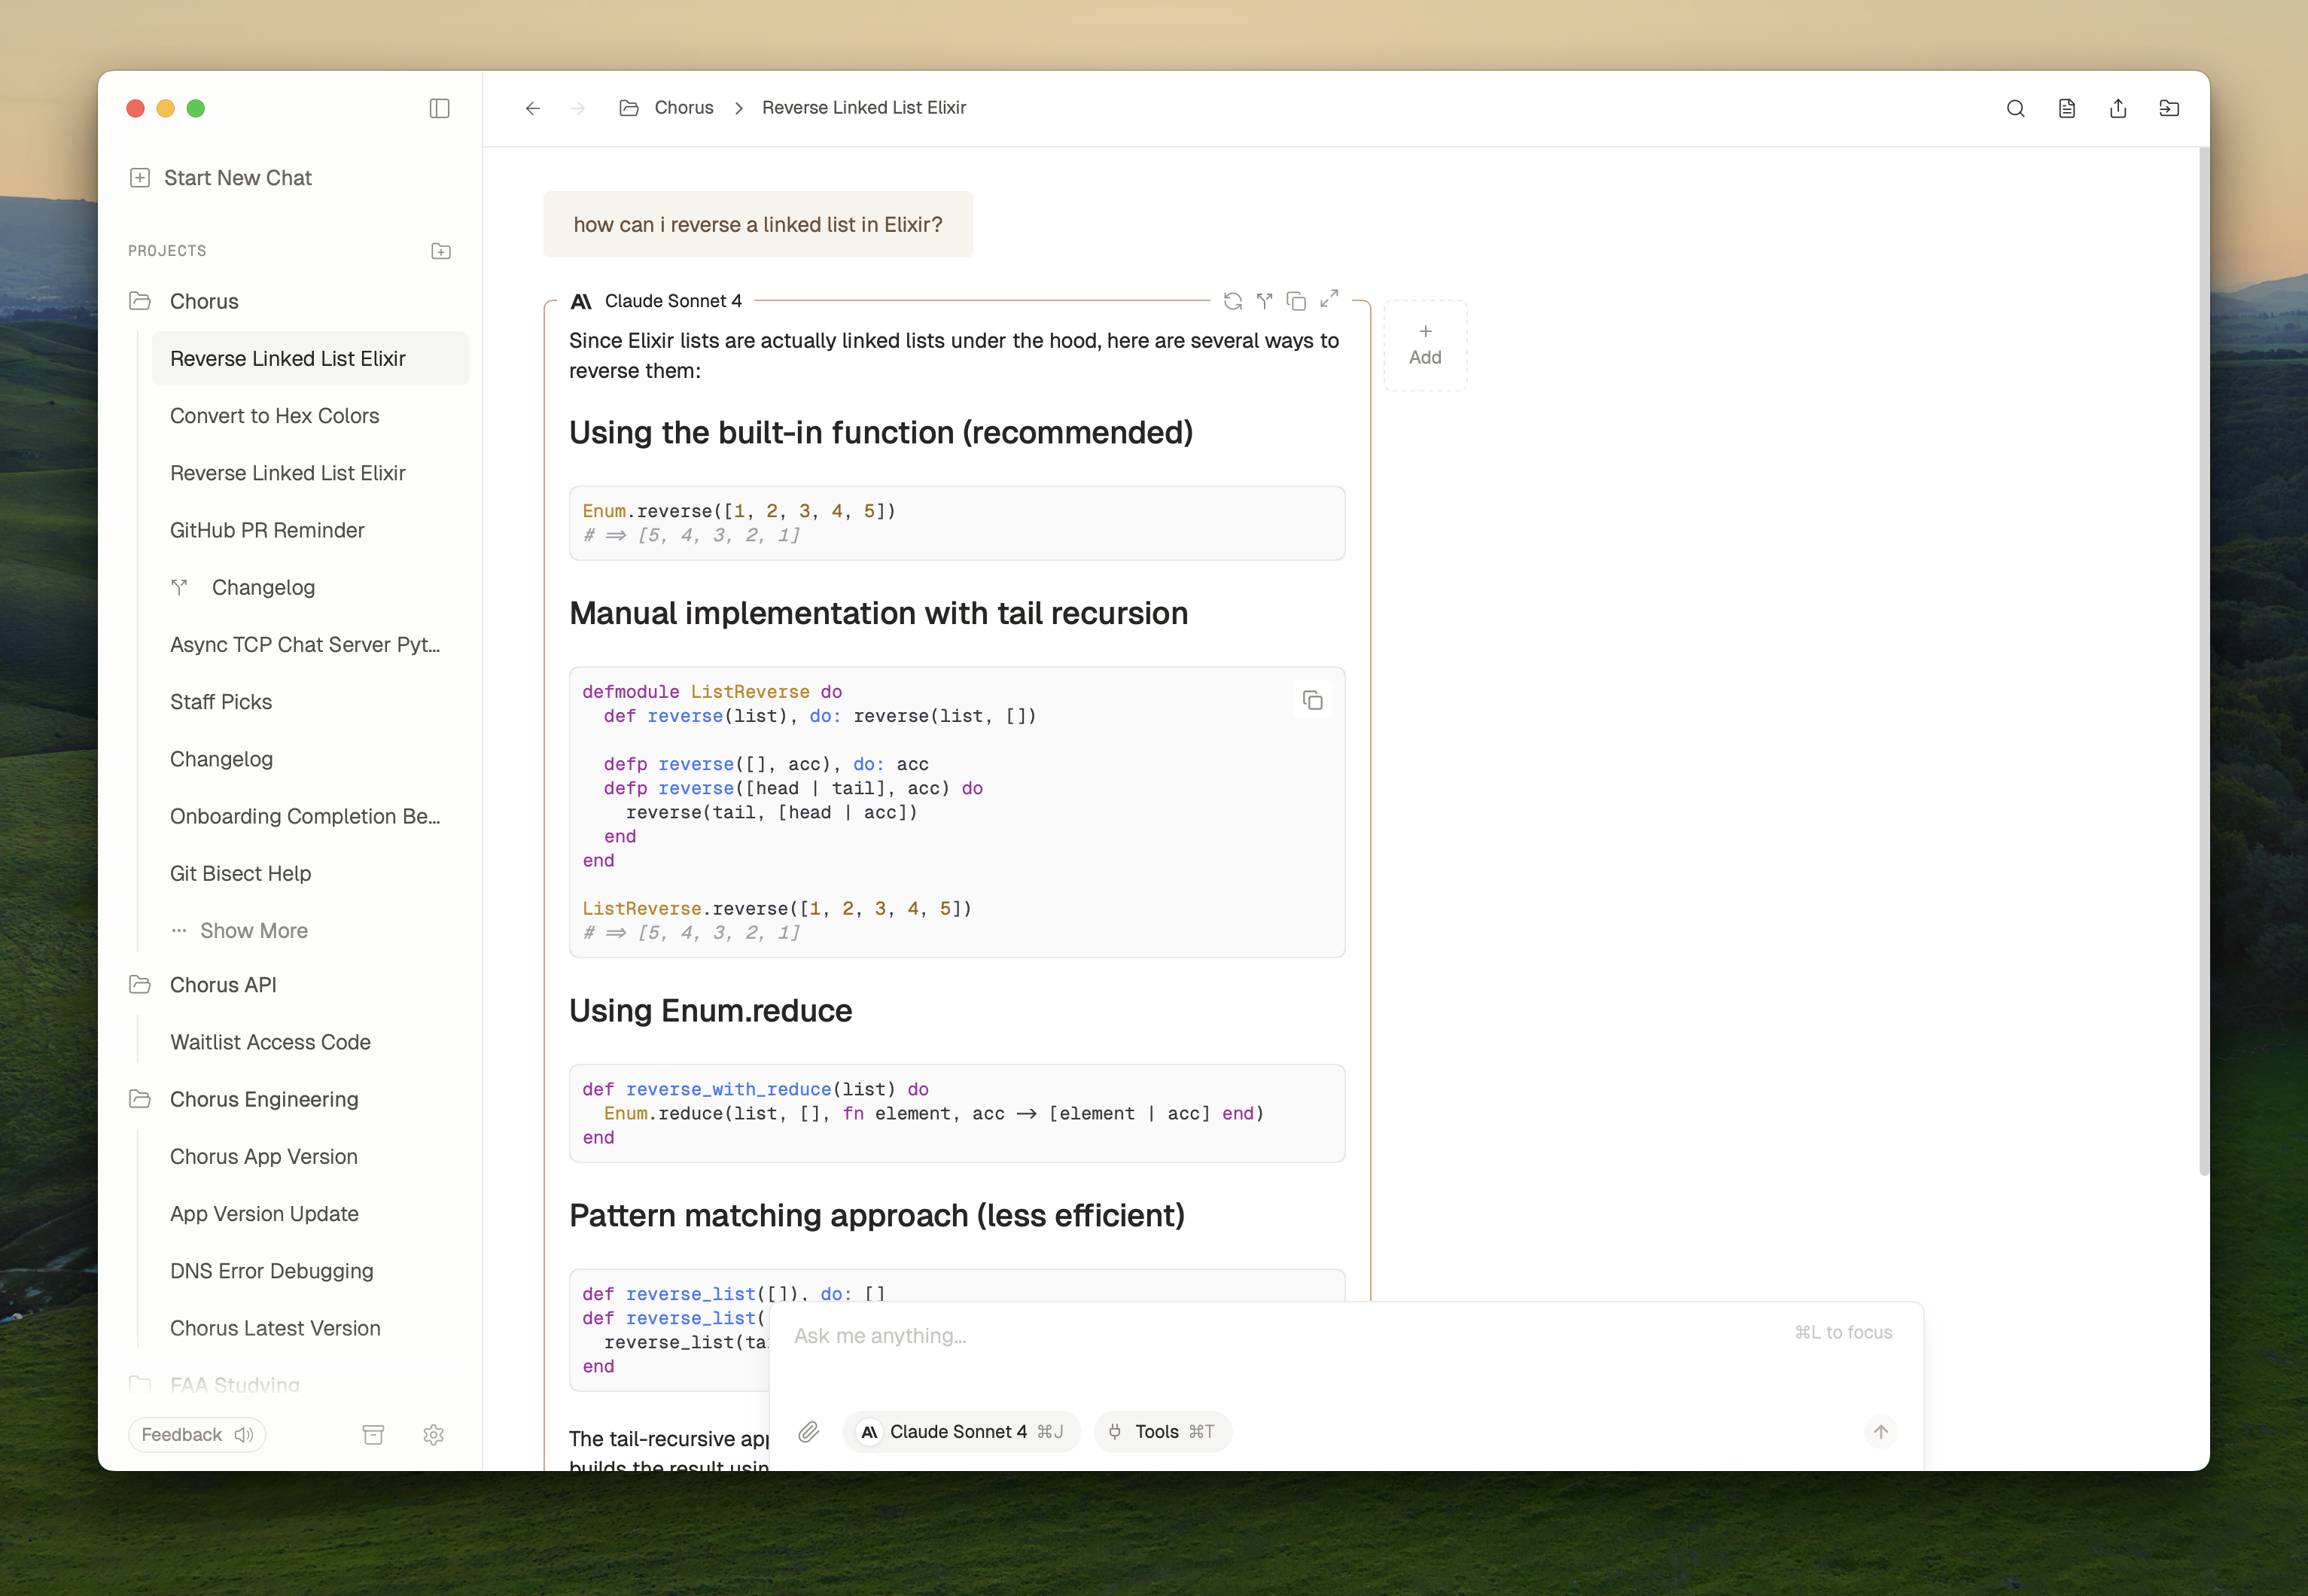 Chorus
Reverse Linked List Elixir
Start New Chat
PROJECTS
Chorus
Reverse Linked List Elixir
Convert to Hex Colors
Reverse Linked List Elixir
GitHub PR Reminder
Changelog
Async TCP Chat Server Pyt...
Staff Picks
Changelog
Onboarding Completion Be...
Git Bisect Help
Show More
Chorus API
Waitlist Access Code
Chorus Engineering
Chorus App Version
App Version Update
DNS Error Debugging
Chorus Latest Version
FAA Studying
Feedback
how can i reverse a linked list in Elixir?
Claude Sonnet 4
Since Elixir lists are actually linked lists under the hood, here are several ways to
reverse them:
Add
Using the built-in function (recommended)
Enum.reverse([1, 2, 3, 4, 5])
# => [5, 4, 3, 2, 1]
Manual implementation with tail recursion
defmodule ListReverse do
  def reverse(list), do: reverse(list, [])
  defp reverse([], acc), do: acc
  defp reverse([head | tail], acc) do
    reverse(tail, [head | acc])
  end
end
ListReverse.reverse([1, 2, 3, 4, 5])
# => [5, 4, 3, 2, 1]
Using Enum.reduce
def reverse_with_reduce(list) do
  Enum.reduce(list, [], fn element, acc -> [element | acc] end)
end
Pattern matching approach (less efficient)
def reverse_list([]), do: []
def reverse_list(
  reverse_list(ta
end
The tail-recursive
builds the result
Ask me anything...
⌘L to focus
Claude Sonnet 4 ⌘J
Tools ⌘T